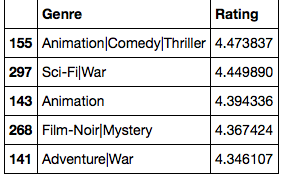 Genre Rating
155 Animation|Comedy|Thriller 4.473837
297 Sci-Fi|War 4.449890
143 Animation 4.394336
268 Film-Noir|Mystery 4.367424
141 Adventure|War 4.346107